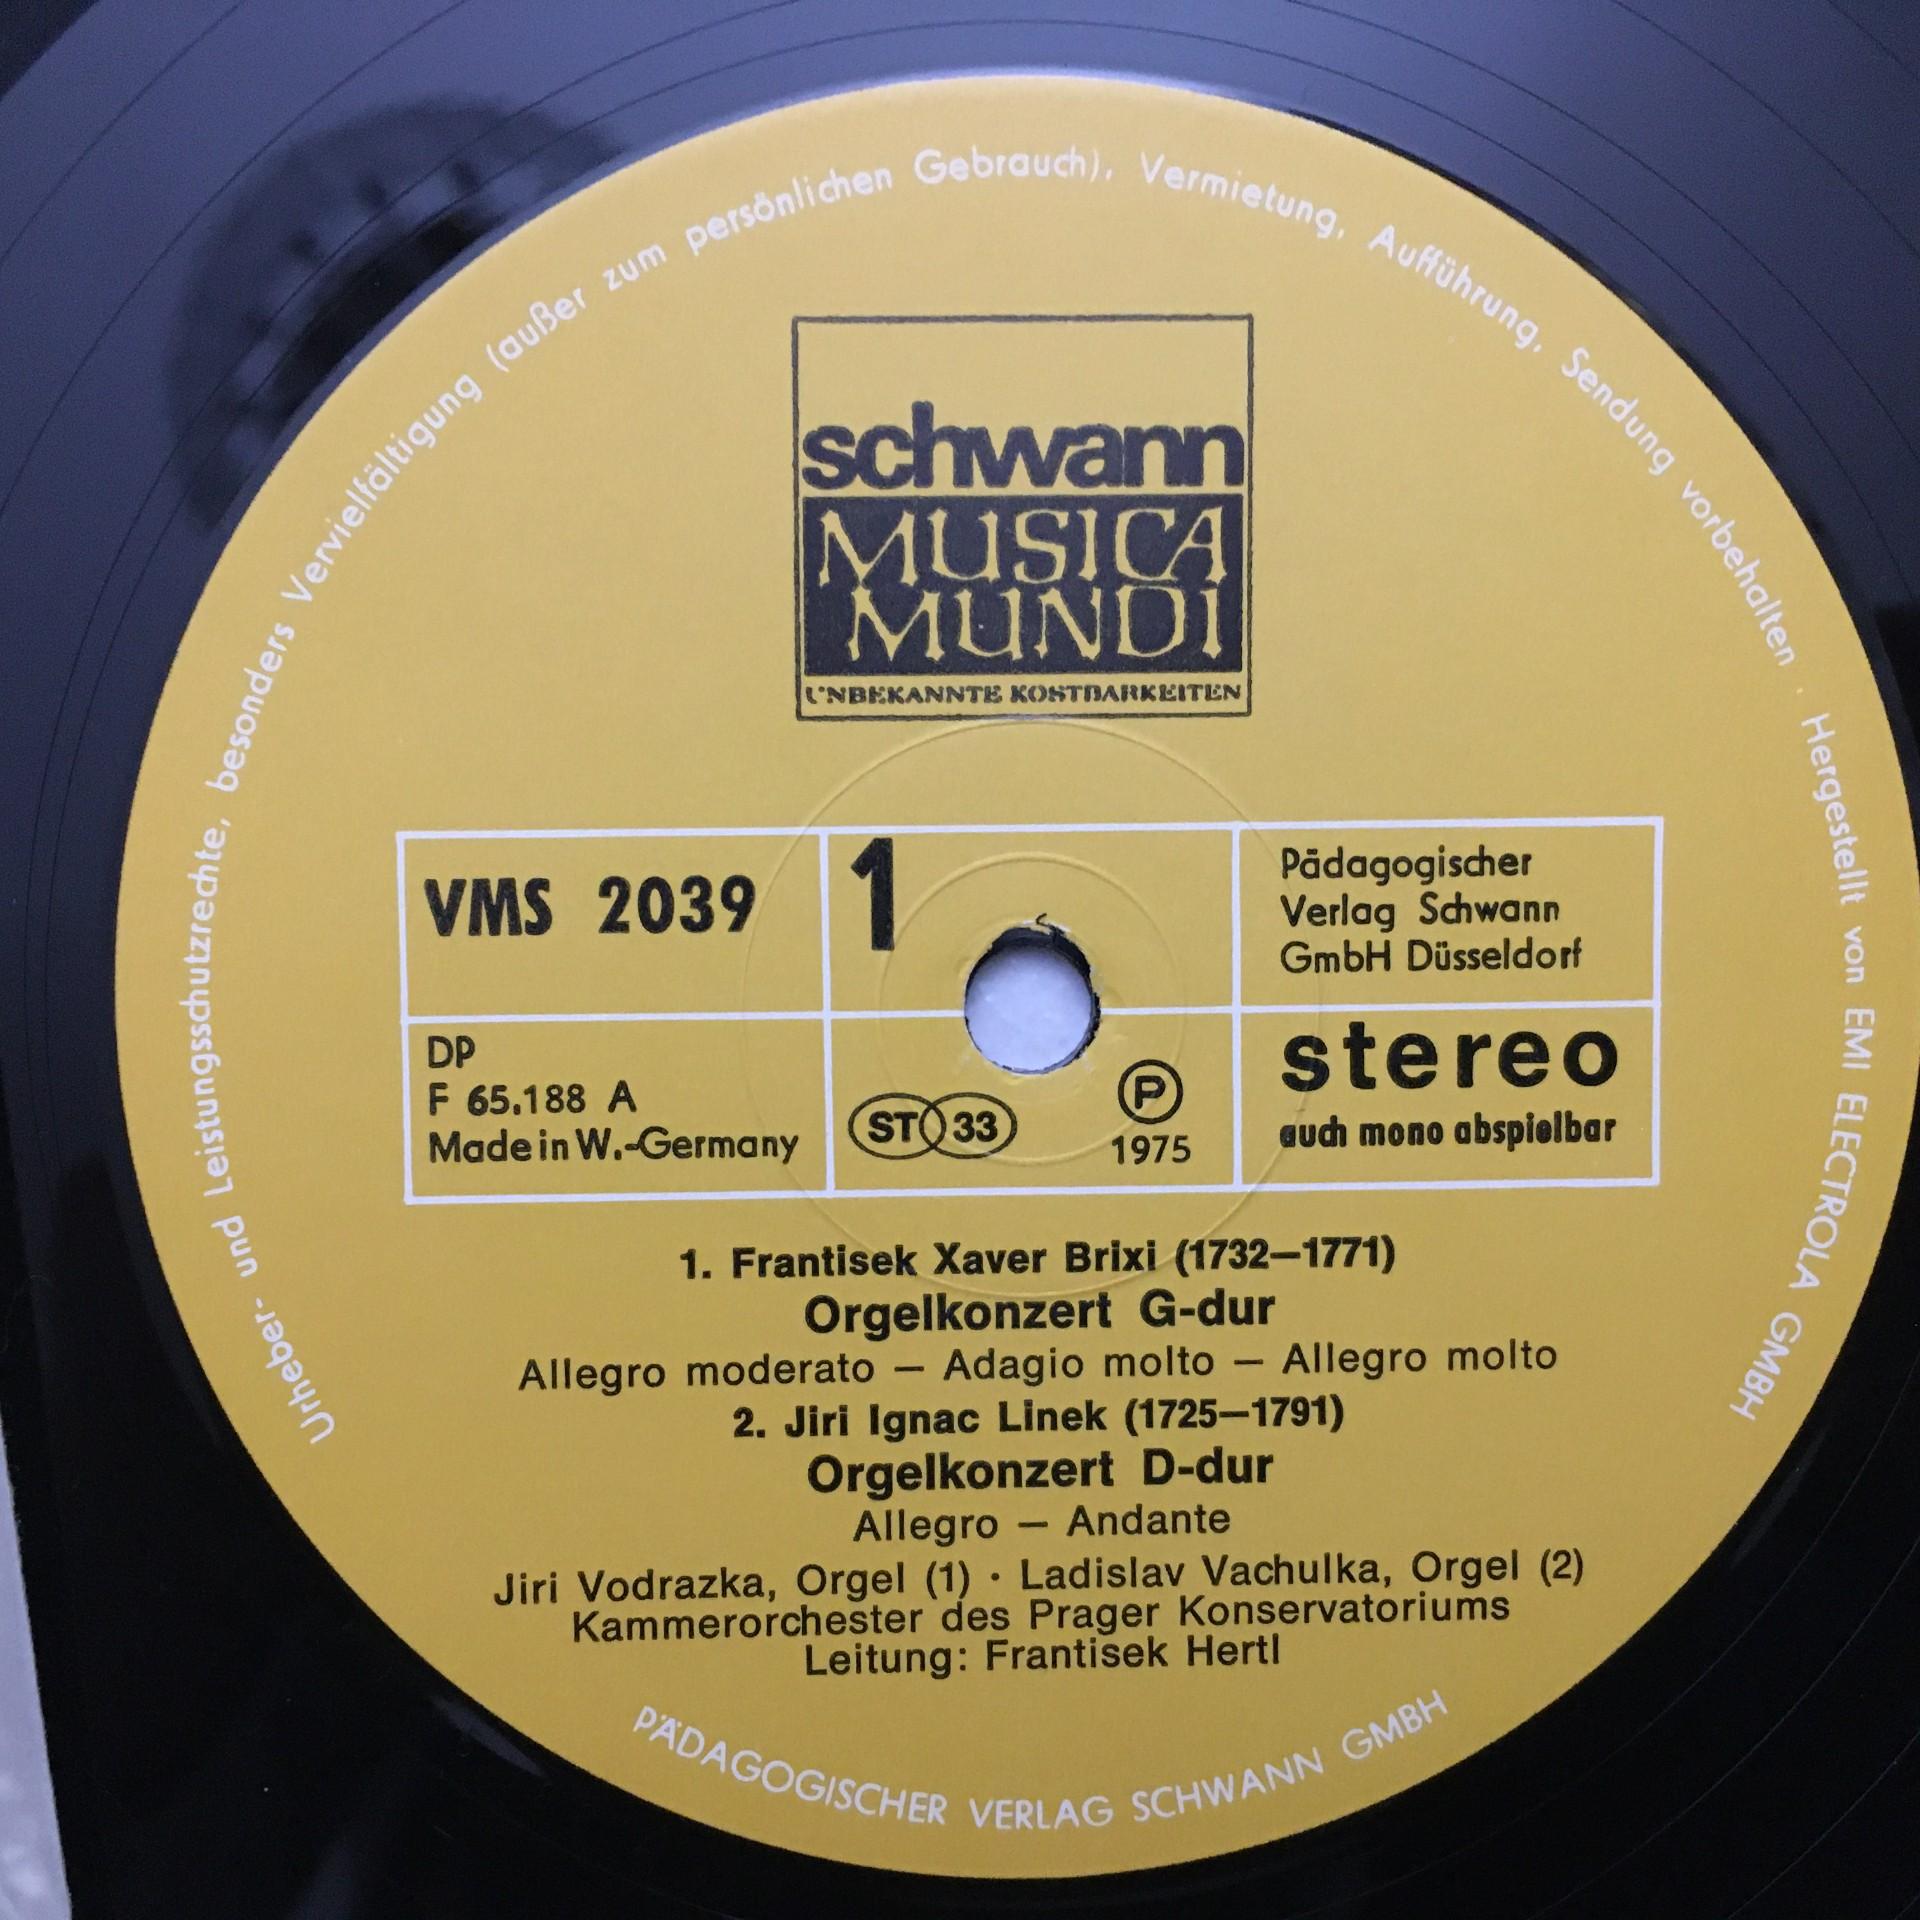 Urheber- und Leistungsschutzrechte, besonders Vervielfältigung (außer zum persönlichen Gebrauch), Vermietung, Aufführung, Sendung vorbehalten · Hergestellt von EMI ELECTROLA GMBH
schwann
MUSICA
MUNDI
UNBEKANNTE KOSTBARKEITEN
VMS 2039
1
Pädagogischer
Verlag Schwann
GmbH Düsseldorf
DP
F 65.188 A
Made in W.-Germany
ST 33
P
1975
stereo
auch mono abspielbar
1. Frantisek Xaver Brixi (1732—1771)
Orgelkonzert G-dur
Allegro moderato — Adagio molto — Allegro molto
2. Jiri Ignac Linek (1725—1791)
Orgelkonzert D-dur
Allegro — Andante
Jiri Vodrazka, Orgel (1) · Ladislav Vachulka, Orgel (2)
Kammerorchester des Prager Konservatoriums
Leitung: Frantisek Hertl
PÄDAGOGISCHER VERLAG SCHWANN GMBH